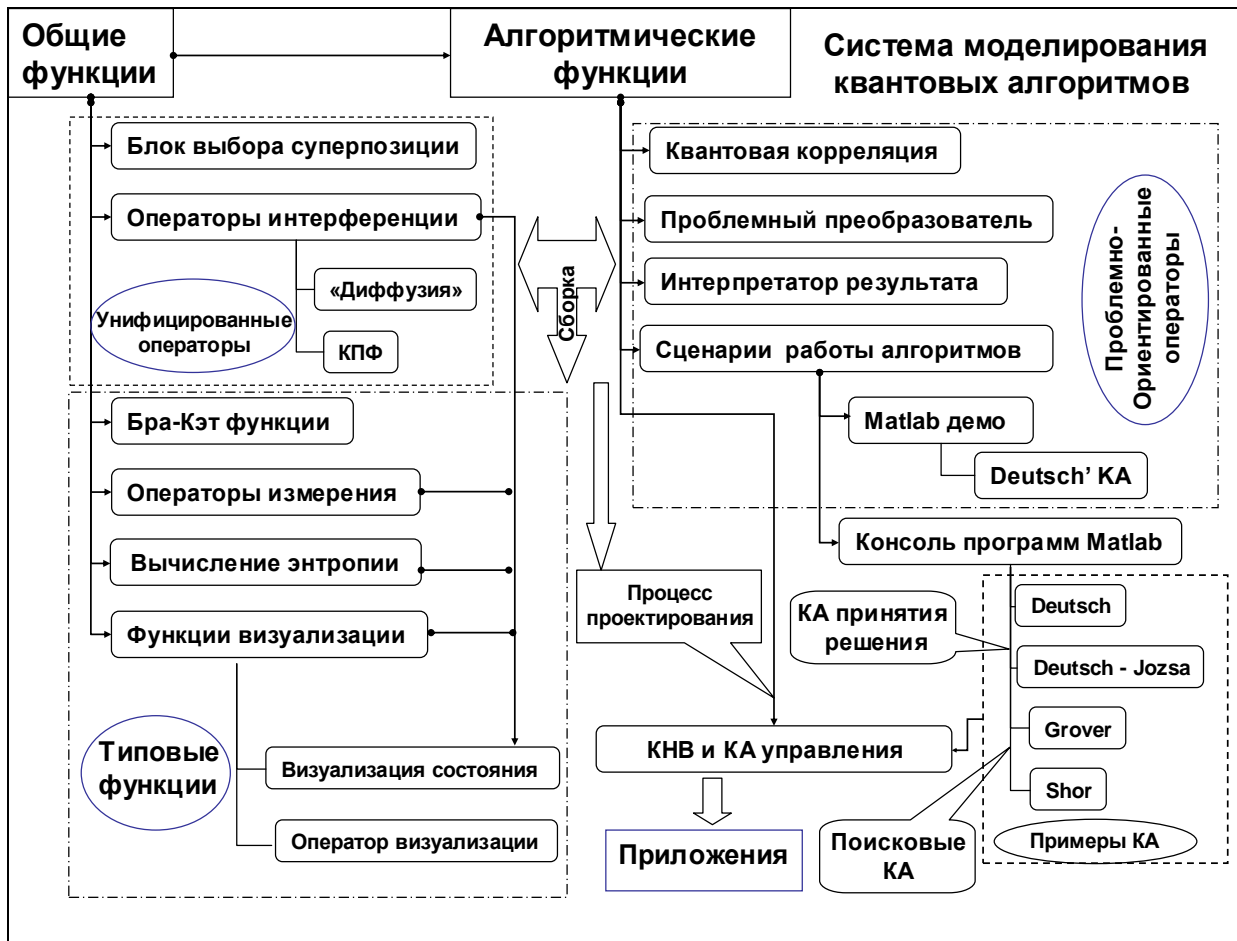 Общие
функции
Алгоритмические
функции
Система моделирования
квантовых алгоритмов
Блок выбора суперпозиции
Операторы интерференции
«Диффузия»
КПФ
Унифицированные
операторы
Сборка
Квантовая корреляция
Проблемный преобразователь
Интерпретатор результата
Сценарии работы алгоритмов
Matlab демо
Deutsch' КА
Проблемно-
Ориентированные
операторы
Бра-Кэт функции
Операторы измерения
Вычисление энтропии
Функции визуализации
Типовые
функции
Визуализация состояния
Оператор визуализации
Консоль программ Matlab
Процесс
проектирования
КА принятия
решения
Deutsch
Deutsch - Jozsa
Grover
Shor
Примеры КА
КНВ и КА управления
Приложения
Поисковые
КА